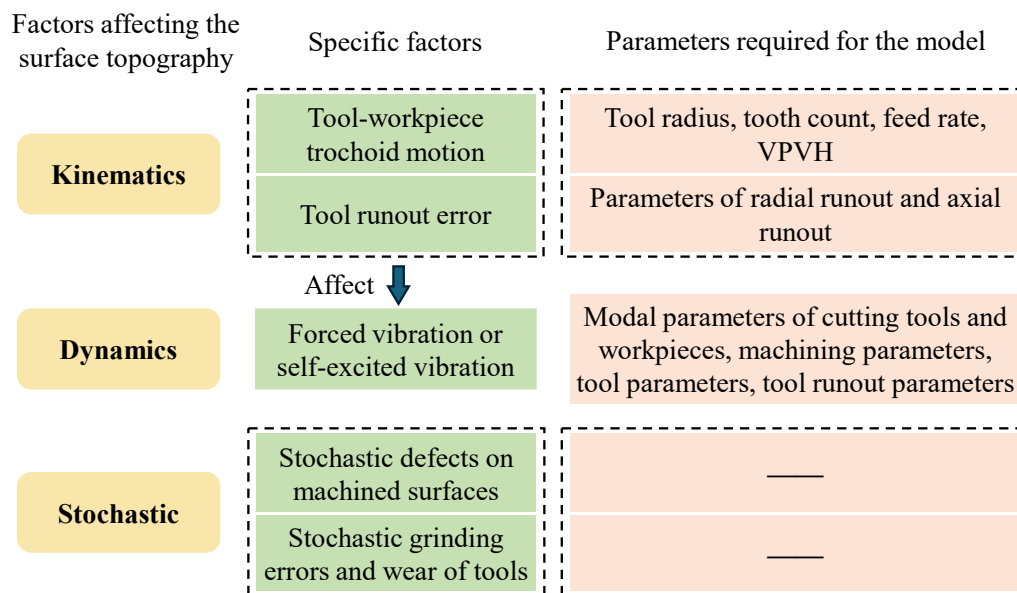 Factors affecting the
surface topography
Specific factors
Parameters required for the model
Kinematics
Tool-workpiece
trochoid motion
Tool radius, tooth count, feed rate,
VPVH
Tool runout error
Parameters of radial runout and axial
runout
Affect
Dynamics
Forced vibration or
self-excited vibration
Modal parameters of cutting tools and
workpieces, machining parameters,
tool parameters, tool runout parameters
Stochastic
Stochastic defects on
machined surfaces
——
Stochastic grinding
errors and wear of tools
——